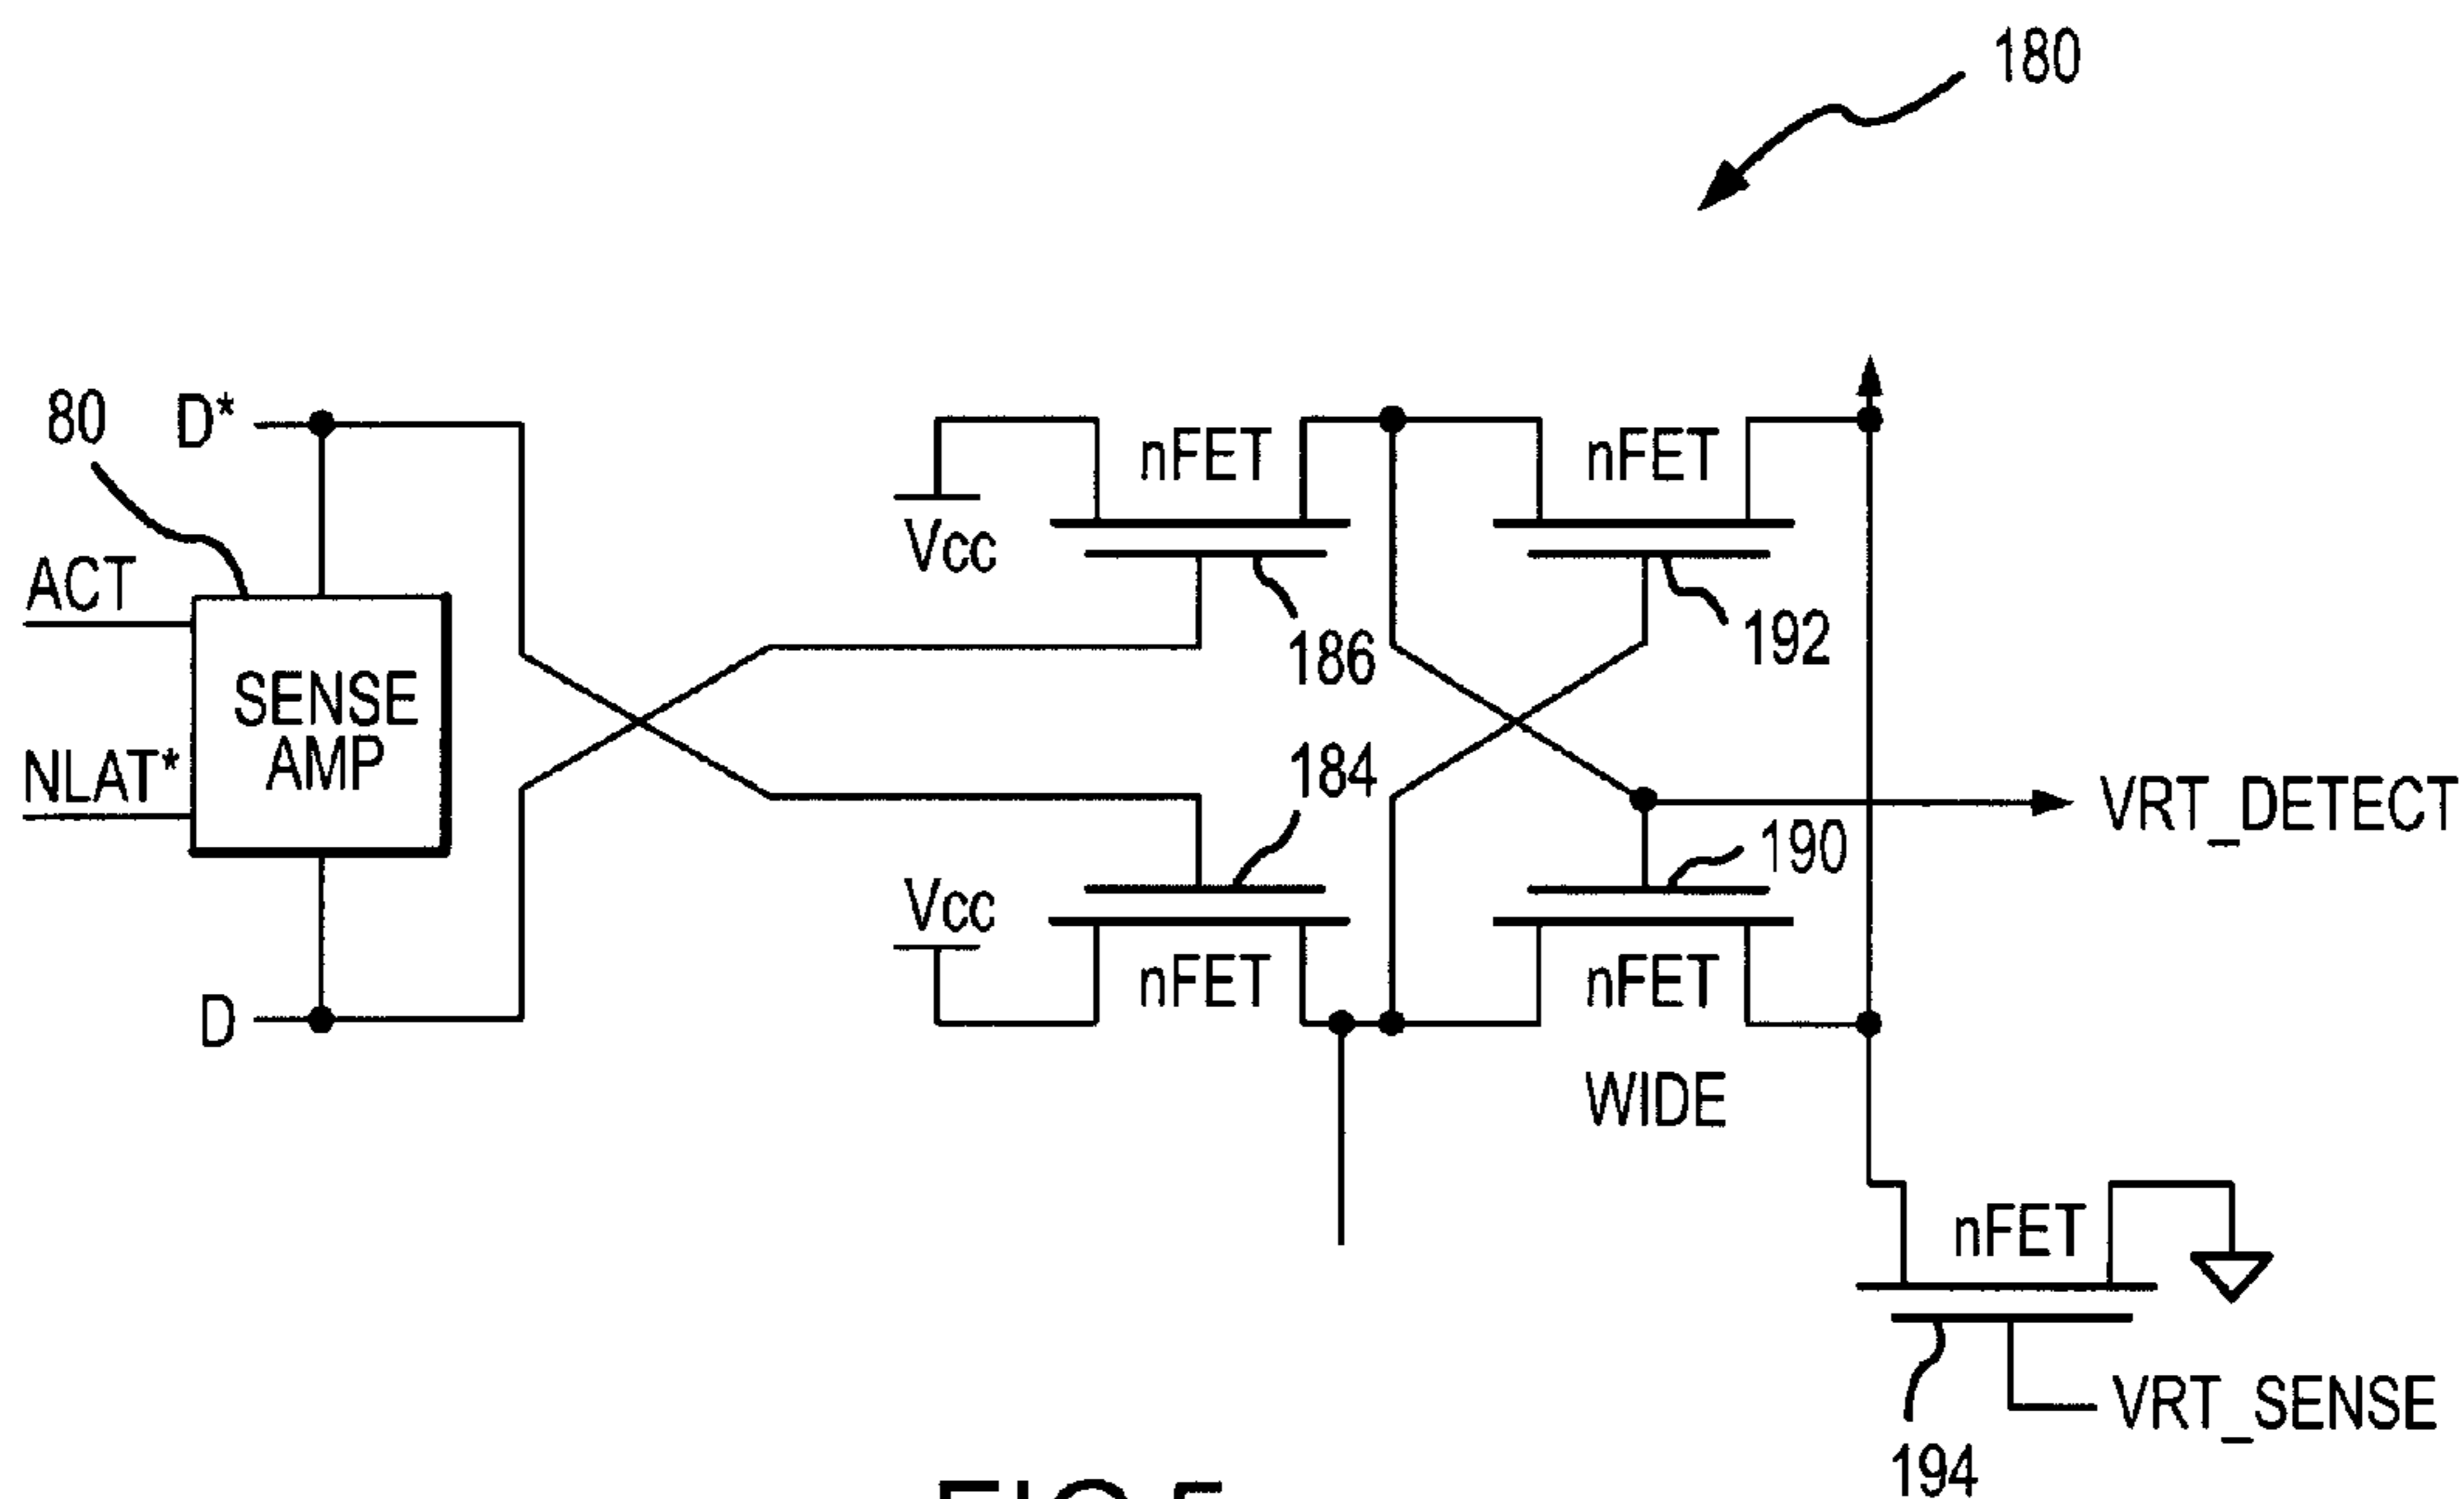 180
80
D*
nFET
nFET
Vcc
ACT
186
192
SENSE
AMP
NLAT*
184
VRT_DETECT
190
Vcc
nFET
nFET
D
WIDE
nFET
VRT_SENSE
194